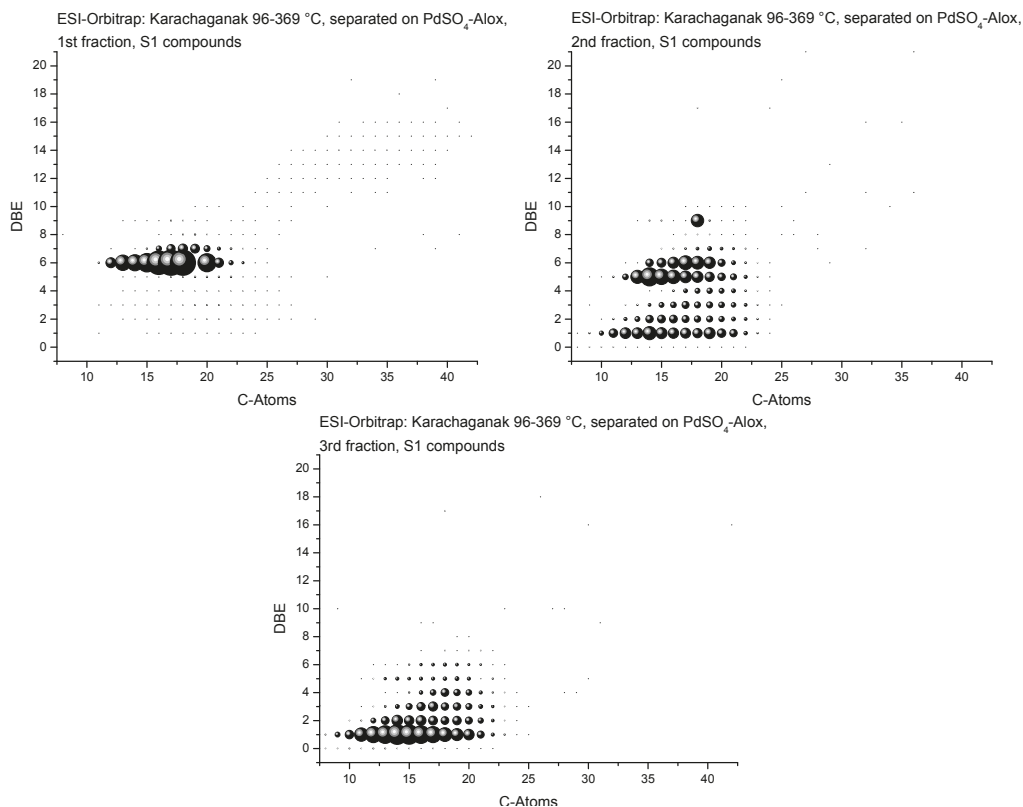 ESI-Orbitrap: Karachaganak 96-369 °C, separated on PdSO₄-Alox,
1st fraction, S1 compounds
20
18
16
14
12
10
8
6
4
2
0
DBE
10 15 20 25 30 35 40
C-Atoms
ESI-Orbitrap: Karachaganak 96-369 °C, separated on PdSO₄-Alox,
2nd fraction, S1 compounds
20
18
16
14
12
10
8
6
4
2
0
DBE
10 15 20 25 30 35 40
C-Atoms
ESI-Orbitrap: Karachaganak 96-369 °C, separated on PdSO₄-Alox,
3rd fraction, S1 compounds
20
18
16
14
12
10
8
6
4
2
0
DBE
10 15 20 25 30 35 40
C-Atoms